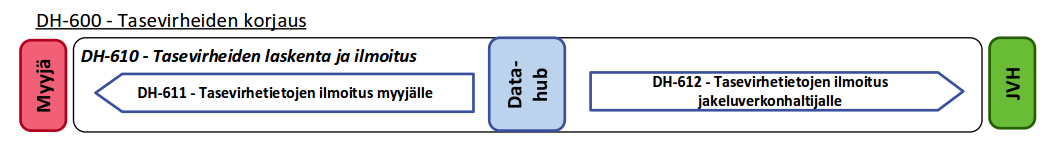 DH-600 - Tasevirheiden korjaus
Myyjä
DH-610 - Tasevirheiden laskenta ja ilmoitus
DH-611 - Tasevirhetietojen ilmoitus myyjälle
Data-
hub
DH-612 - Tasevirhetietojen ilmoitus
jakeluverkonhaltijalle
JVH